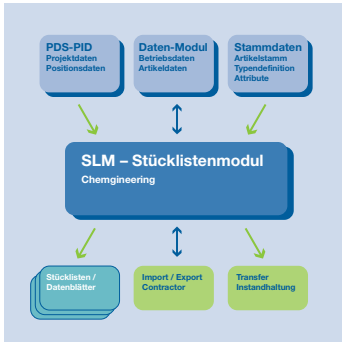 PDS-PID
Projektdaten
Positionsdaten
Daten-Modul
Betriebsdaten
Artikeldaten
Stammdaten
Artikelstamm
Typendefinition
Attribute
SLM – Stücklistenmodul
Chemgineering
Stücklisten /
Datenblätter
Import / Export
Contractor
Transfer
Instandhaltung